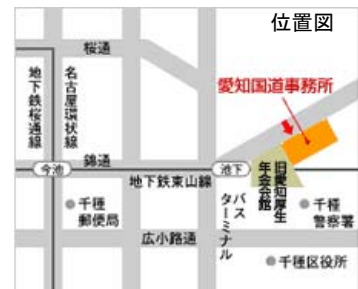 位置図
桜通
地下鉄桜通線
名古屋環状線
愛知国道事務所
今池
錦通
地下鉄東山線
池下
旧愛知厚生
年金会館
千種
郵便局
バス
ターミナル
千種
警察署
広小路通
千種区役所